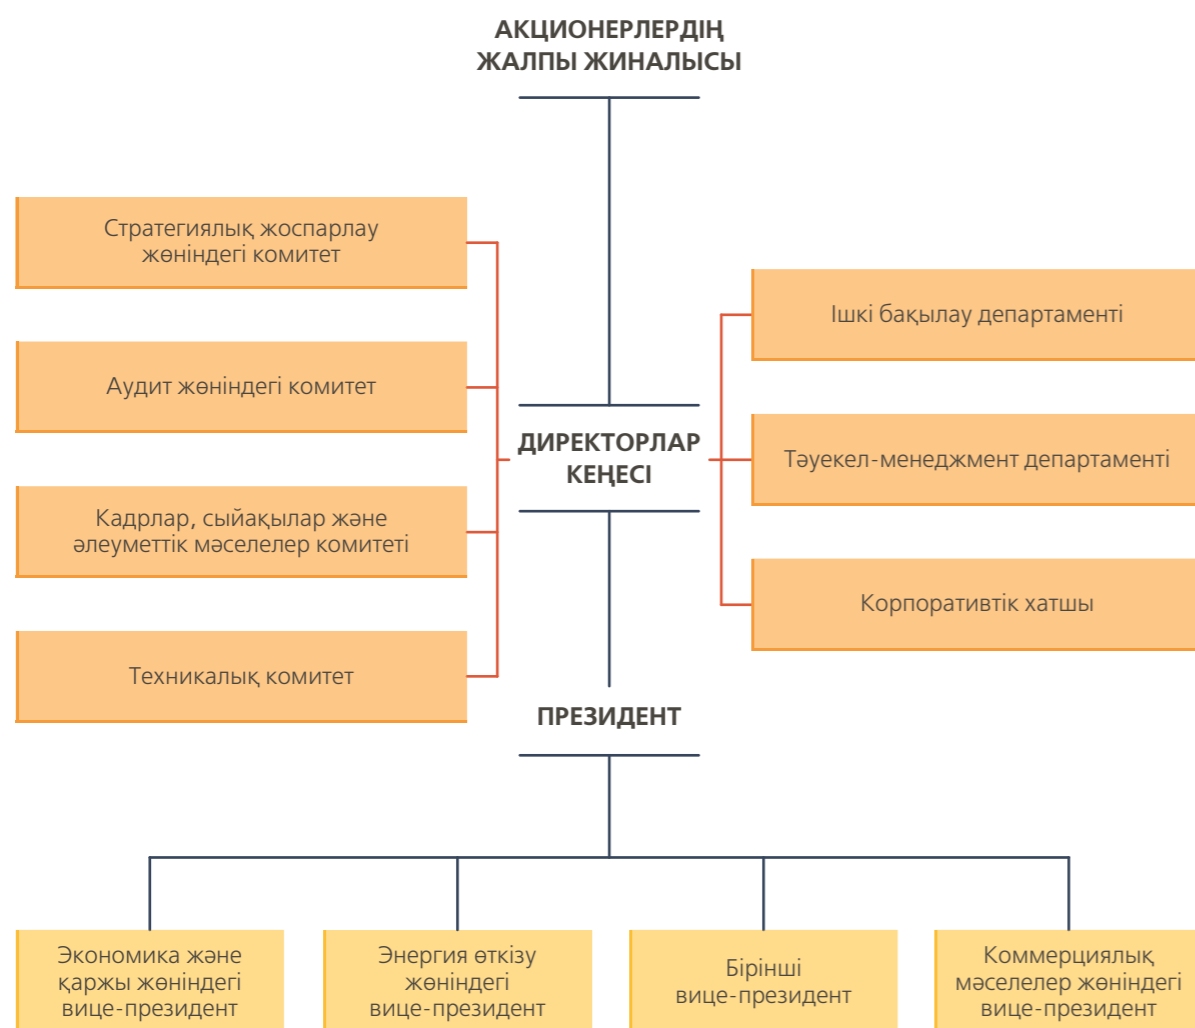 АКЦИОНЕРЛЕРДІҢ
ЖАЛПЫ ЖИНАЛЫСЫ
Стратегиялық жоспарлау
жөніндегі комитет
Аудит жөніндегі комитет
Кадрлар, сыйақылар және
әлеуметтік мәселелер комитеті
Техникалық комитет
ДИРЕКТОРЛАР
КЕҢЕСІ
Ішкі бақылау департаменті
Тәуекел-менеджмент департаменті
Корпоративтік хатшы
ПРЕЗИДЕНТ
Экономика және
қаржы жөніндегі
вице-президент
Энергия өткізу
жөніндегі
вице-президент
Бірінші
вице-президент
Коммерциялық
мәселелер жөніндегі
вице-президент